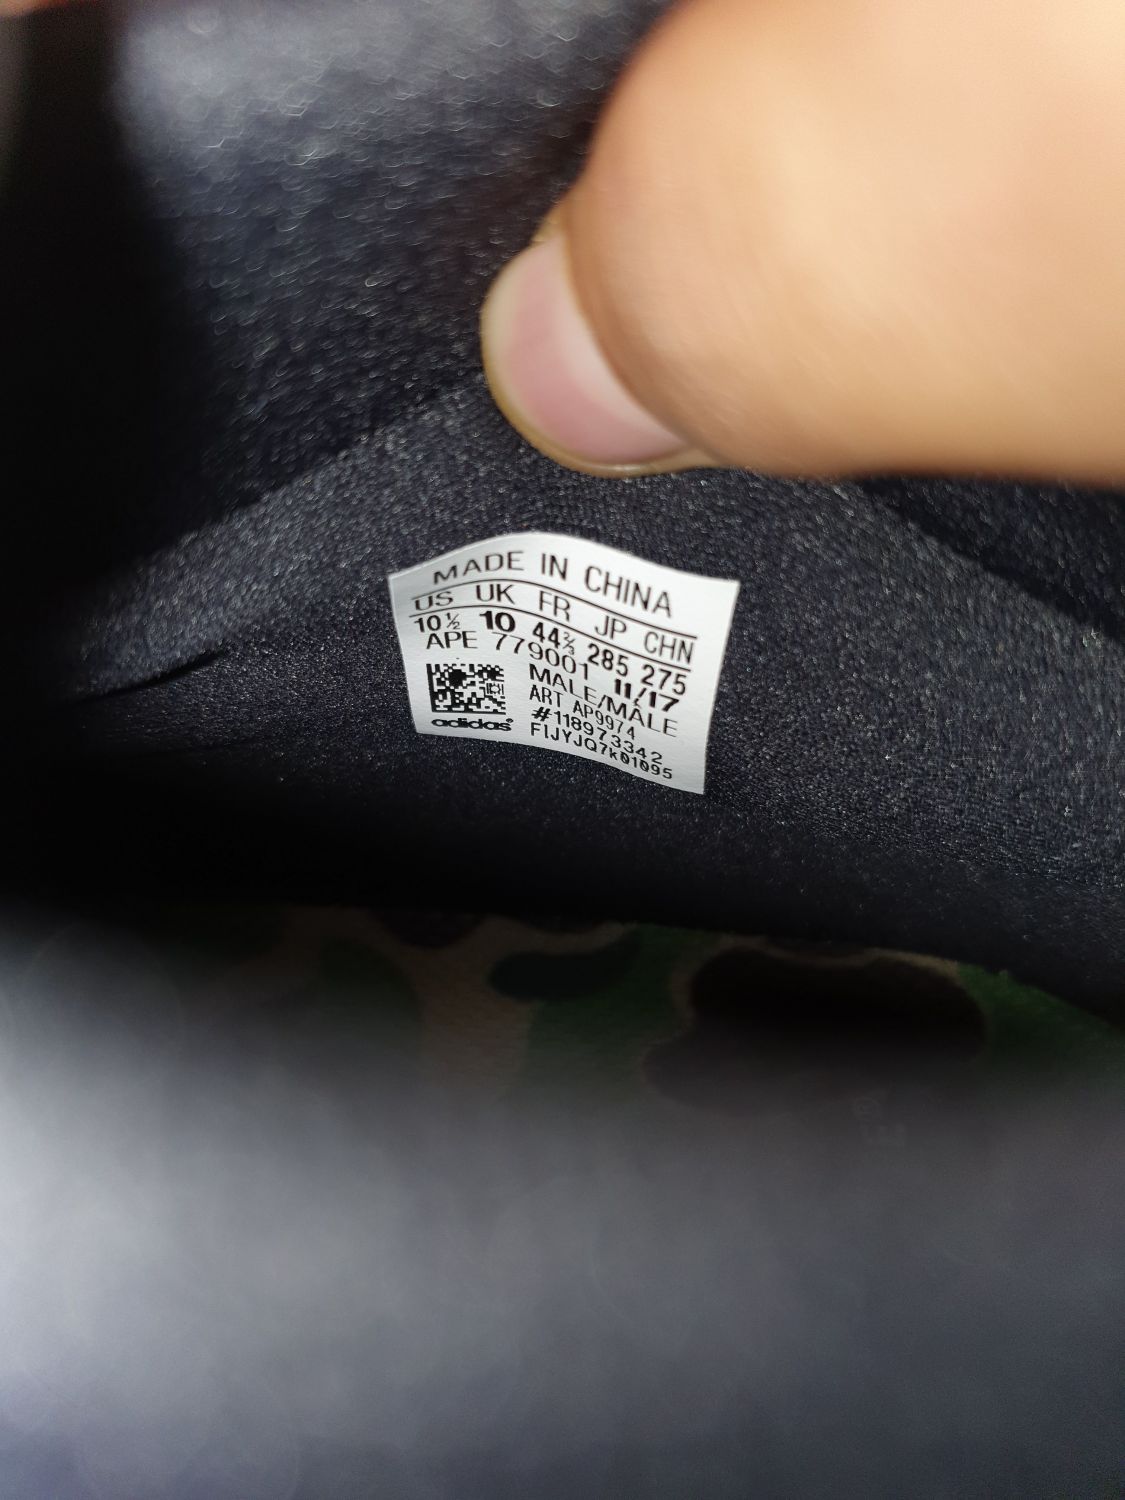 MADE IN CHINA
US UK FR JP CHN
10½ 10 44⅔ 285 275
APE 779001 11/17
MALE/MÂLE
ART AP9974
#118973342
adidas®
F1JYJQ7k01095